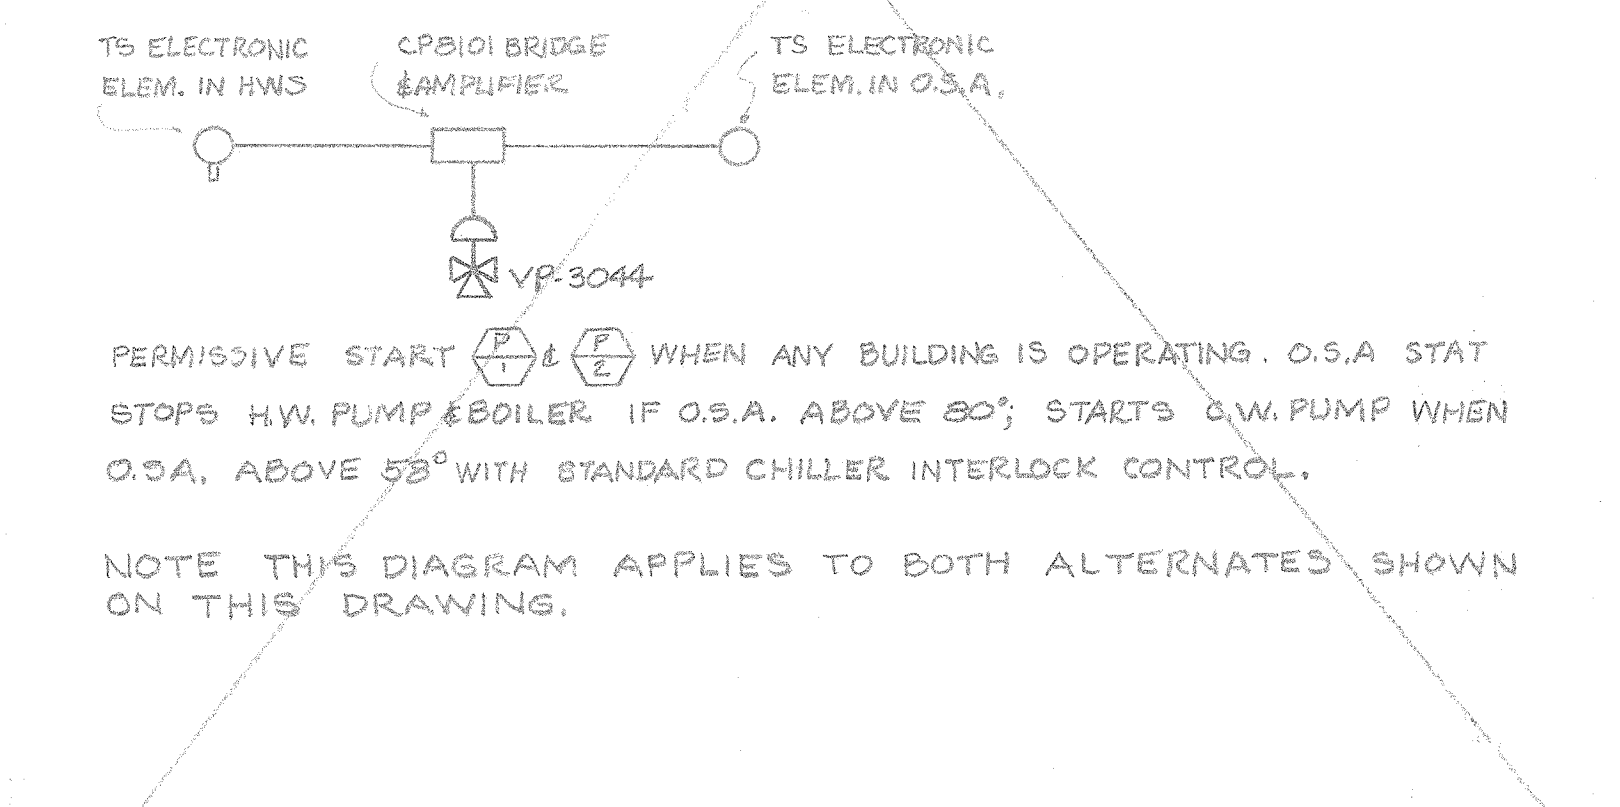 TS ELECTRONIC
ELEM. IN HWS
CP8101 BRIDGE
& AMPLIFIER
TS ELECTRONIC
ELEM. IN O.S.A.
VP-3044
PERMISSIVE START P 1 & P 2 WHEN ANY BUILDING IS OPERATING. O.S.A STAT
STOPS H.W. PUMP & BOILER IF O.S.A. ABOVE 80°; STARTS C.W. PUMP WHEN
O.SA. ABOVE 58° WITH STANDARD CHILLER INTERLOCK CONTROL.
NOTE THIS DIAGRAM APPLIES TO BOTH ALTERNATES SHOWN
ON THIS DRAWING.